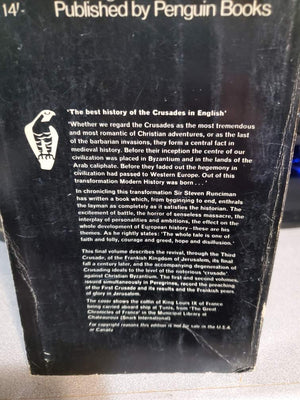 14/-
Published by Penguin Books
'The best history of the Crusades in English'
'Whether we regard the Crusades as the most tremendous
and most romantic of Christian adventures, or as the last
of the barbarian invasions, they form a central fact in
medieval history. Before their inception the centre of our
civilization was placed in Byzantium and in the lands of the
Arab caliphate. Before they faded out the hegemony in
civilization had passed to Western Europe. Out of this
transformation Modern History was born . . .'
In chronicling this transformation Sir Steven Runciman
has written a book which, from beginning to end, enthrals
the layman as completely as it satisfies the historian. The
excitement of battle, the horror of senseless massacre, the
interplay of personalities and ambitions, the effect on the
whole development of European history—these are his
themes. As he rightly states: 'The whole tale is one of
faith and folly, courage and greed, hope and disillusion.'
This final volume describes the revival, through the Third
Crusade, of the Frankish Kingdom of Jerusalem, its final
fall a century later, and the accompanying degeneration of
Crusading ideals to the level of the notorious 'crusade'
against Christian Byzantium. The first and second volumes,
reissued simultaneously in Peregrines, record the preaching
of the First Crusade and its results and the Frankish years
of glory in Jerusalem.
The cover shows the coffin of King Louis IX of France
being carried aboard ship at Tunis, from 'The Great
Chronicles of France' in the Municipal Library at
Chateauroux (Snark International)
For copyright reasons this edition is not for sale in the U.S.A.
or Canada